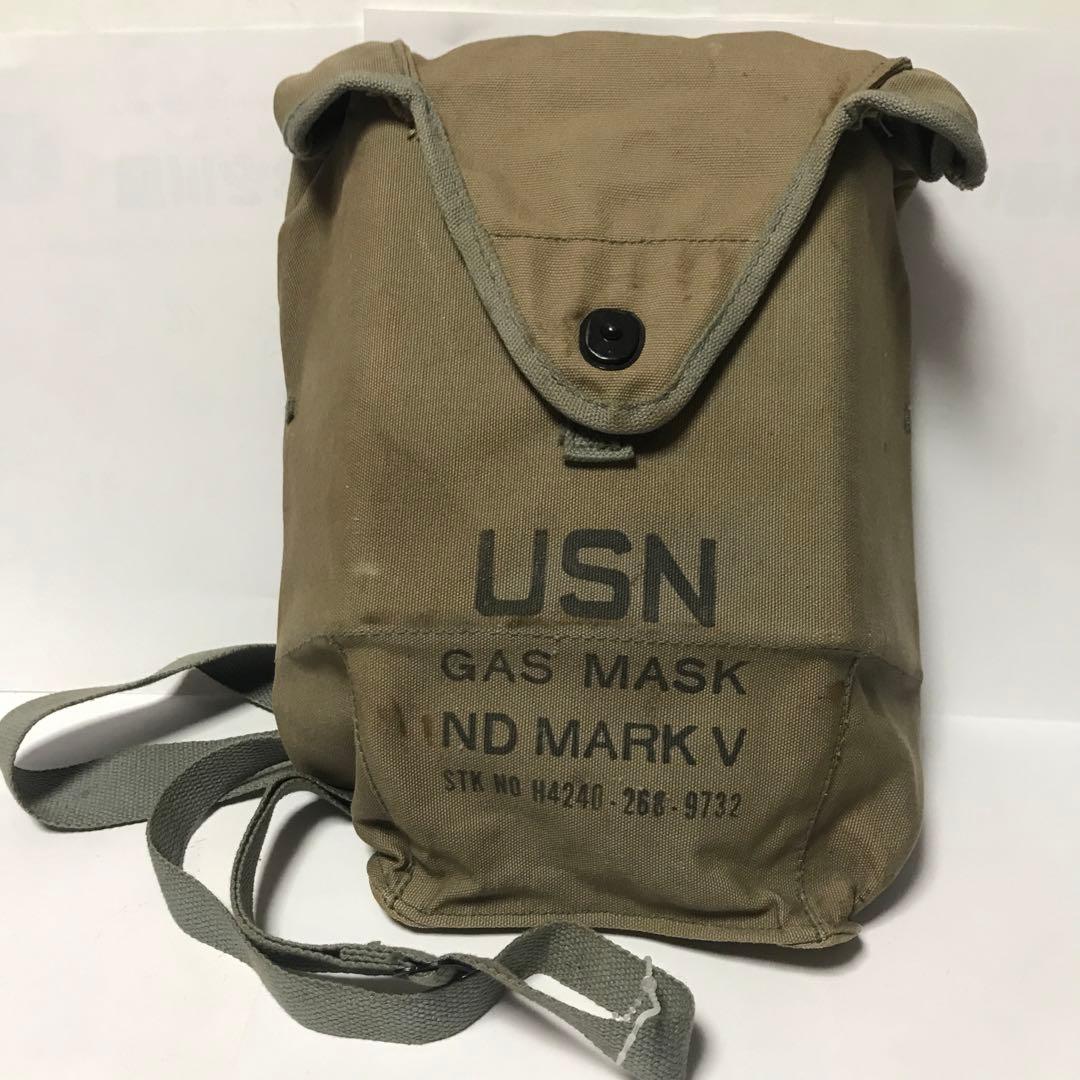 USN
GAS MASK
ND MARK V
STK NO H4240-268-9732